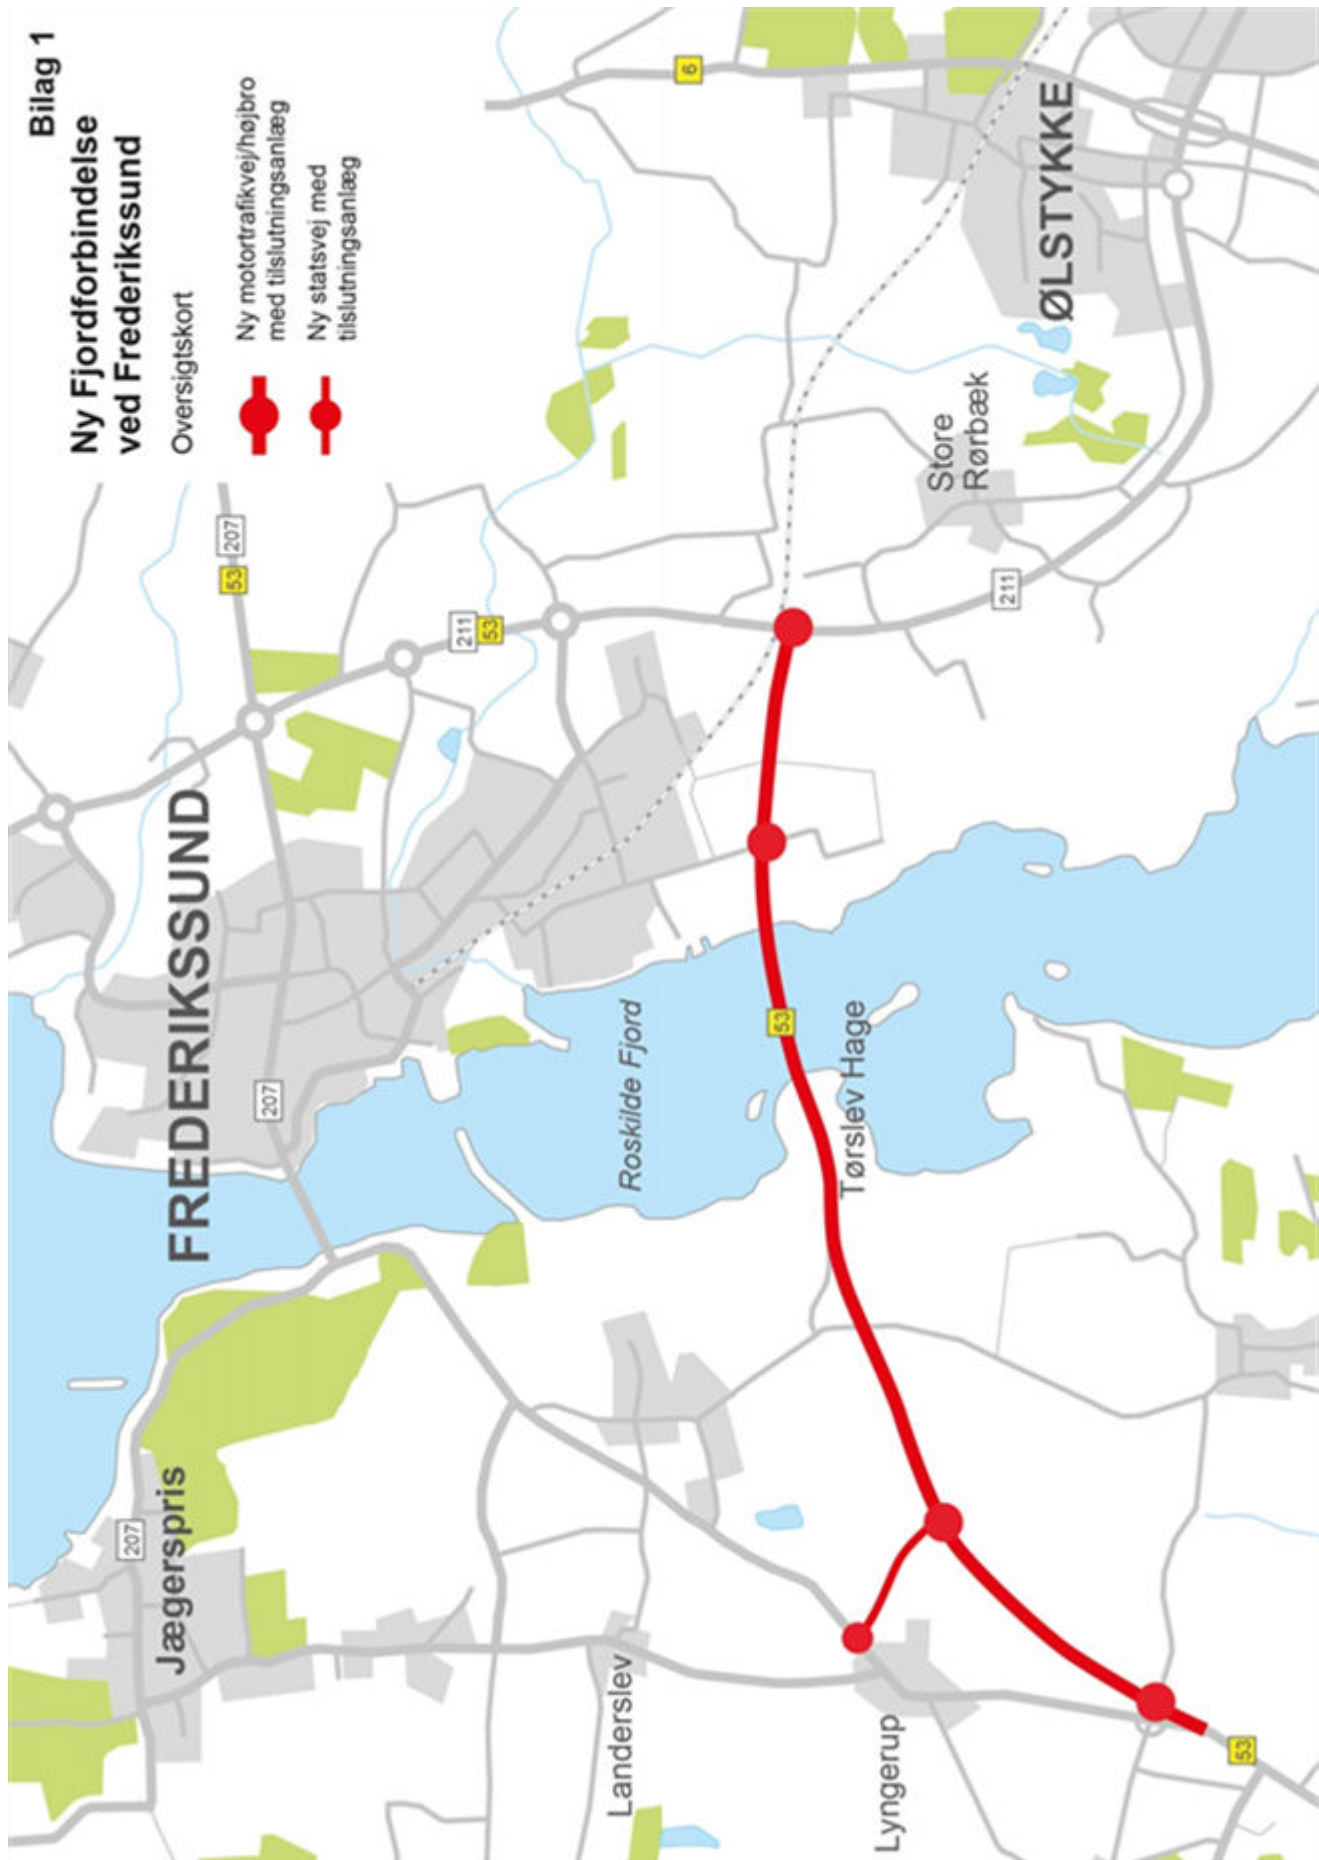 Bilag 1
Ny Fjordforbindelse
ved Frederikssund
Oversigtskort
Ny motortrafikvej/højbro
med tilslutningsanlæg
Ny statsvej med
tilslutningsanlæg
6
ØLSTYKKE
Store
Rørbæk
211
207
53
211
53
FREDERIKSSUND
207
Roskilde Fjord
53
Tørslev Hage
Jægerspris
207
Landerslev
Lyngerup
53